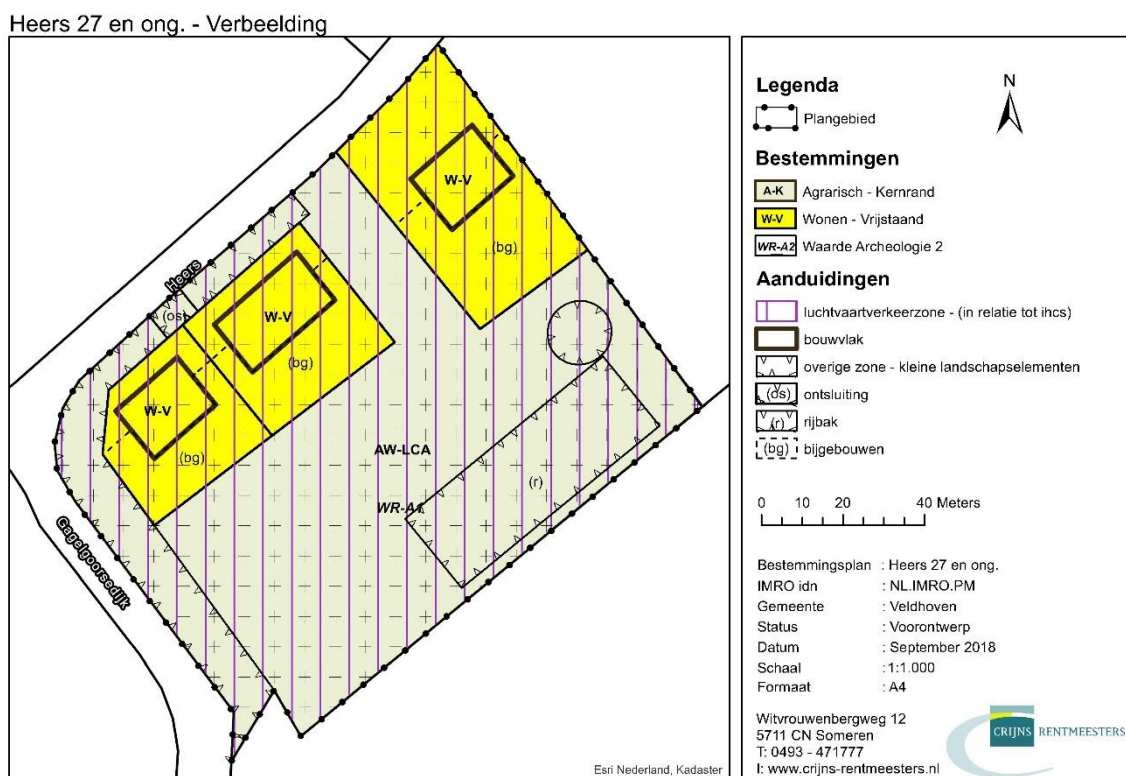 Heers 27 en ong. - Verbeelding
W-V
(bg)
Heers
(os)
W-V
(bg)
W-V
(bg)
AW-LCA
WR-A1
(r)
Gagelgoorsedijk
Esri Nederland, Kadaster
Legenda
N
Plangebied
Bestemmingen
A-K Agrarisch - Kernrand
W-V Wonen - Vrijstaand
WR-A2 Waarde Archeologie 2
Aanduidingen
luchtvaartverkeerzone - (in relatie tot ihcs)
bouwvlak
overige zone - kleine landschapselementen
(os) ontsluiting
(r) rijbak
(bg) bijgebouwen
0 10 20 40 Meters
Bestemmingsplan : Heers 27 en ong.
IMRO idn : NL.IMRO.PM
Gemeente : Veldhoven
Status : Voorontwerp
Datum : September 2018
Schaal : 1:1.000
Formaat : A4
Witvrouwenbergweg 12
5711 CN Someren
T: 0493 - 471777
I: www.crijns-rentmeesters.nl
CRIJNS RENTMEESTERS